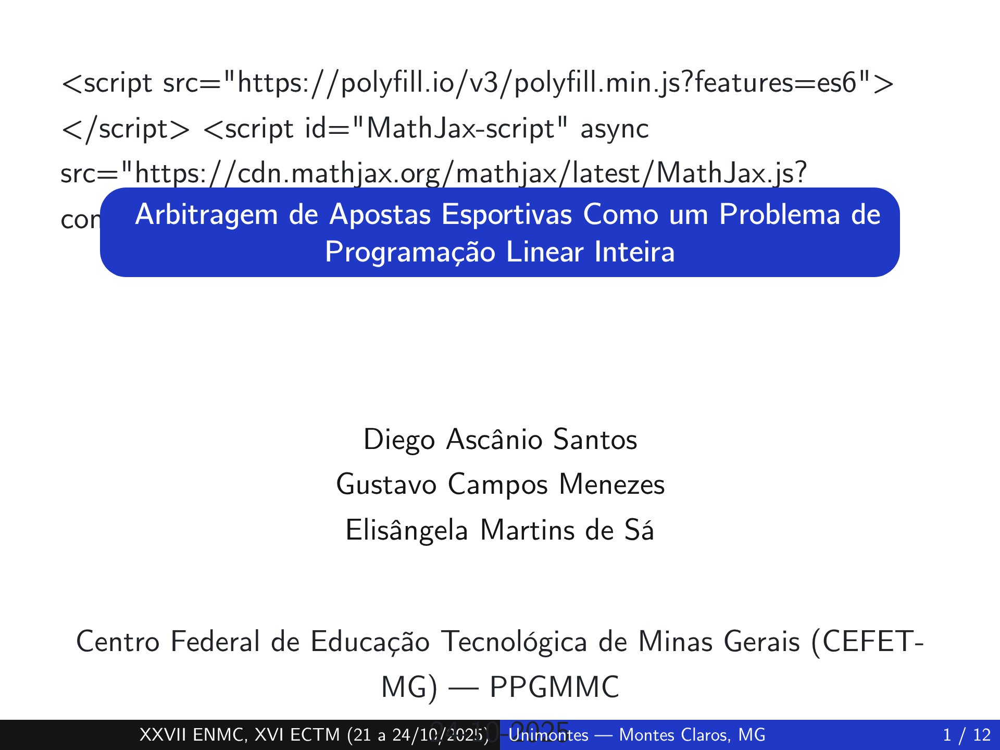 <script src="https://polyfill.io/v3/polyfill.min.js?features=es6">
</script> <script id="MathJax-script" async
src="https://cdn.mathjax.org/mathjax/latest/MathJax.js?
Arbitragem de Apostas Esportivas Como um Problema de
Programação Linear Inteira
Diego Ascânio Santos
Gustavo Campos Menezes
Elisângela Martins de Sá
Centro Federal de Educação Tecnológica de Minas Gerais (CEFET-
MG) — PPGMMC
24-10-2025
XXVII ENMC, XVI ECTM (21 a 24/10/2025) Unimontes — Montes Claros, MG 1 / 12